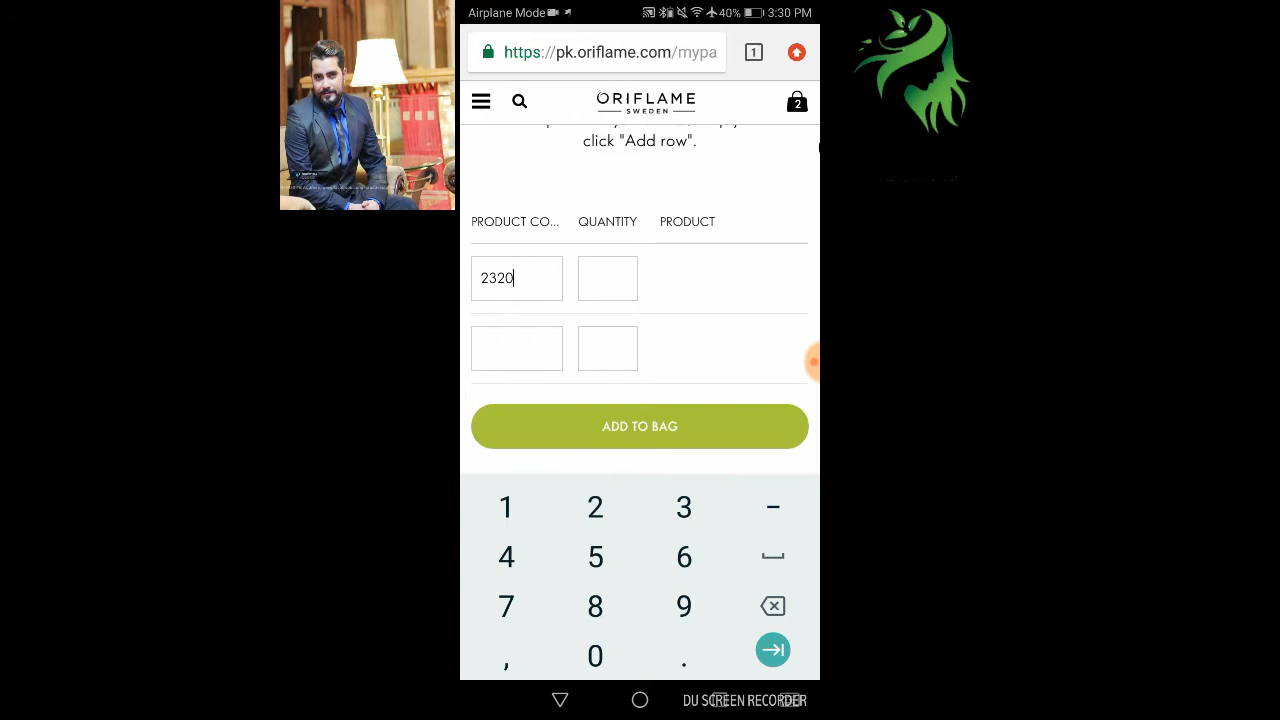 Airplane Mode 40% 3:30 PM
https://pk.oriflame.com/mypa
1
ORIFLAME
SWEDEN
2
click "Add row".
PRODUCT CO... QUANTITY PRODUCT
2320
ADD TO BAG
1 2 3 -
4 5 6
7 8 9
, 0 .
DU SCREEN RECORDER